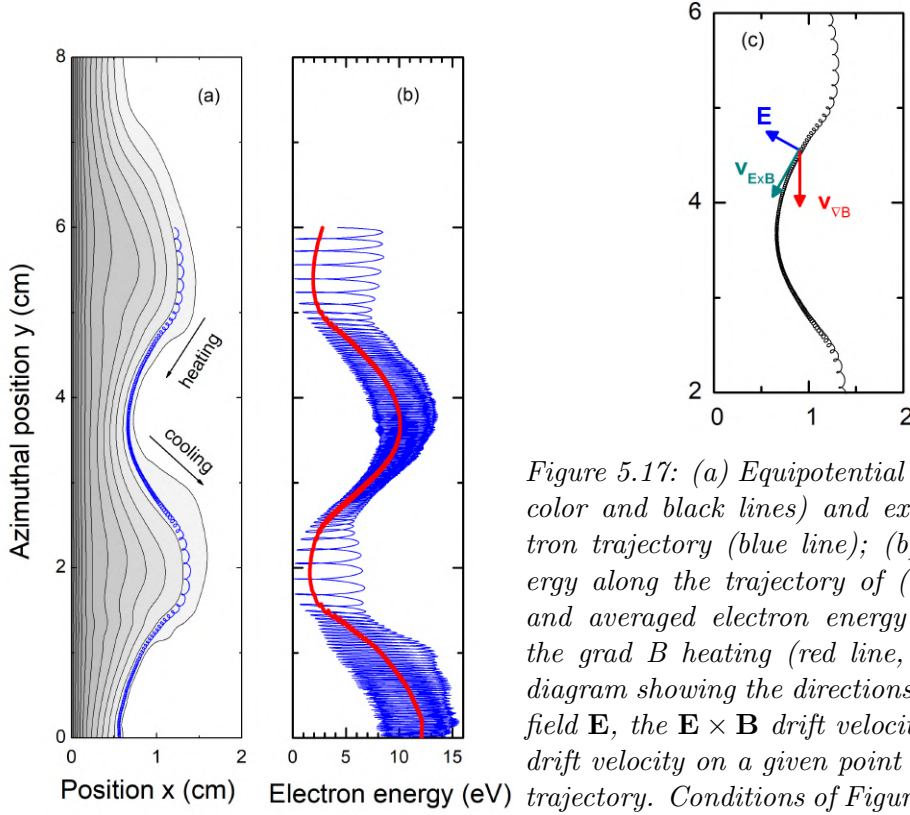 (a)
(b)
(c)
8
6
4
2
0
Azimuthal position y (cm)
heating
cooling
0 1 2
Position x (cm)
0 5 10 15
Electron energy (eV)
6
4
2
0 1 2
E
vExB
v∇B
Figure 5.17: (a) Equipotential
color and black lines) and ex
tron trajectory (blue line); (b
ergy along the trajectory of (
and averaged electron energy
the grad B heating (red line,
diagram showing the directions
field E, the E × B drift velocit
drift velocity on a given point
trajectory. Conditions of Figur